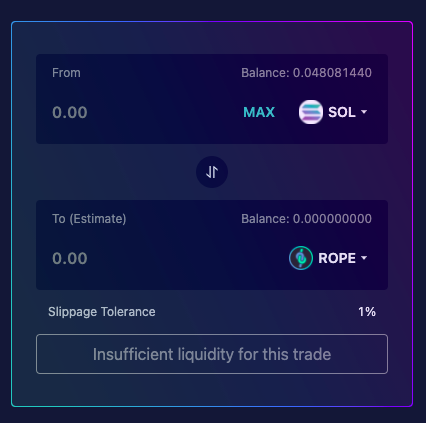 From Balance: 0.048081440
0.00 MAX SOL
To (Estimate) Balance: 0.000000000
0.00 ROPE
Slippage Tolerance 1%
Insufficient liquidity for this trade